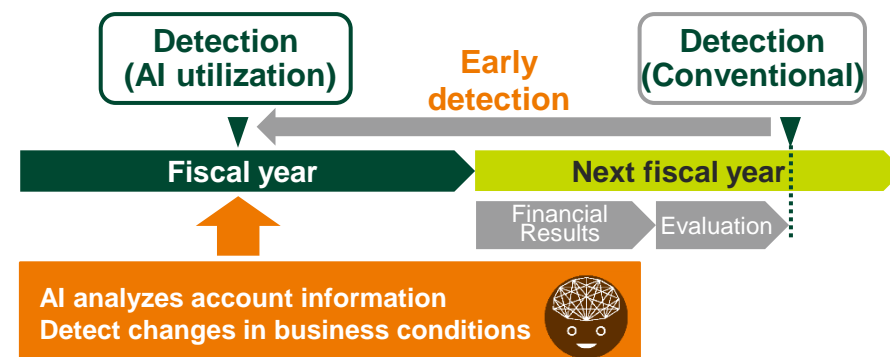 Detection
(AI utilization)
Early
detection
Detection
(Conventional)
Fiscal year
Next fiscal year
Financial
Results
Evaluation
AI analyzes account information
Detect changes in business conditions